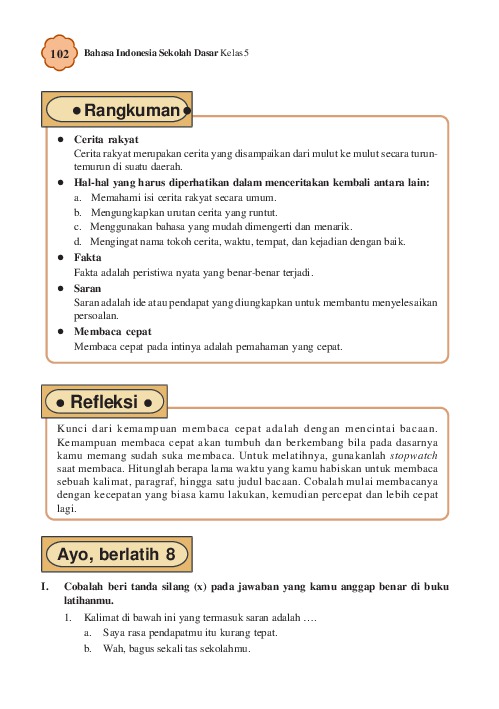 102 Bahasa Indonesia Sekolah Dasar Kelas 5
• Rangkuman •
• Cerita rakyat
Cerita rakyat merupakan cerita yang disampaikan dari mulut ke mulut secara turun-
temurun di suatu daerah.
• Hal-hal yang harus diperhatikan dalam menceritakan kembali antara lain:
a. Memahami isi cerita rakyat secara umum.
b. Mengungkapkan urutan cerita yang runtut.
c. Menggunakan bahasa yang mudah dimengerti dan menarik.
d. Mengingat nama tokoh cerita, waktu, tempat, dan kejadian dengan baik.
• Fakta
Fakta adalah peristiwa nyata yang benar-benar terjadi.
• Saran
Saran adalah ide atau pendapat yang diungkapkan untuk membantu menyelesaikan
persoalan.
• Membaca cepat
Membaca cepat pada intinya adalah pemahaman yang cepat.
• Refleksi •
Kunci dari kemampuan membaca cepat adalah dengan mencintai bacaan.
Kemampuan membaca cepat akan tumbuh dan berkembang bila pada dasarnya
kamu memang sudah suka membaca. Untuk melatihnya, gunakanlah stopwatch
saat membaca. Hitunglah berapa lama waktu yang kamu habiskan untuk membaca
sebuah kalimat, paragraf, hingga satu judul bacaan. Cobalah mulai membacanya
dengan kecepatan yang biasa kamu lakukan, kemudian percepat dan lebih cepat
lagi.
Ayo, berlatih 8
I. Cobalah beri tanda silang (x) pada jawaban yang kamu anggap benar di buku
latihanmu.
1. Kalimat di bawah ini yang termasuk saran adalah ….
a. Saya rasa pendapatmu itu kurang tepat.
b. Wah, bagus sekali tas sekolahmu.